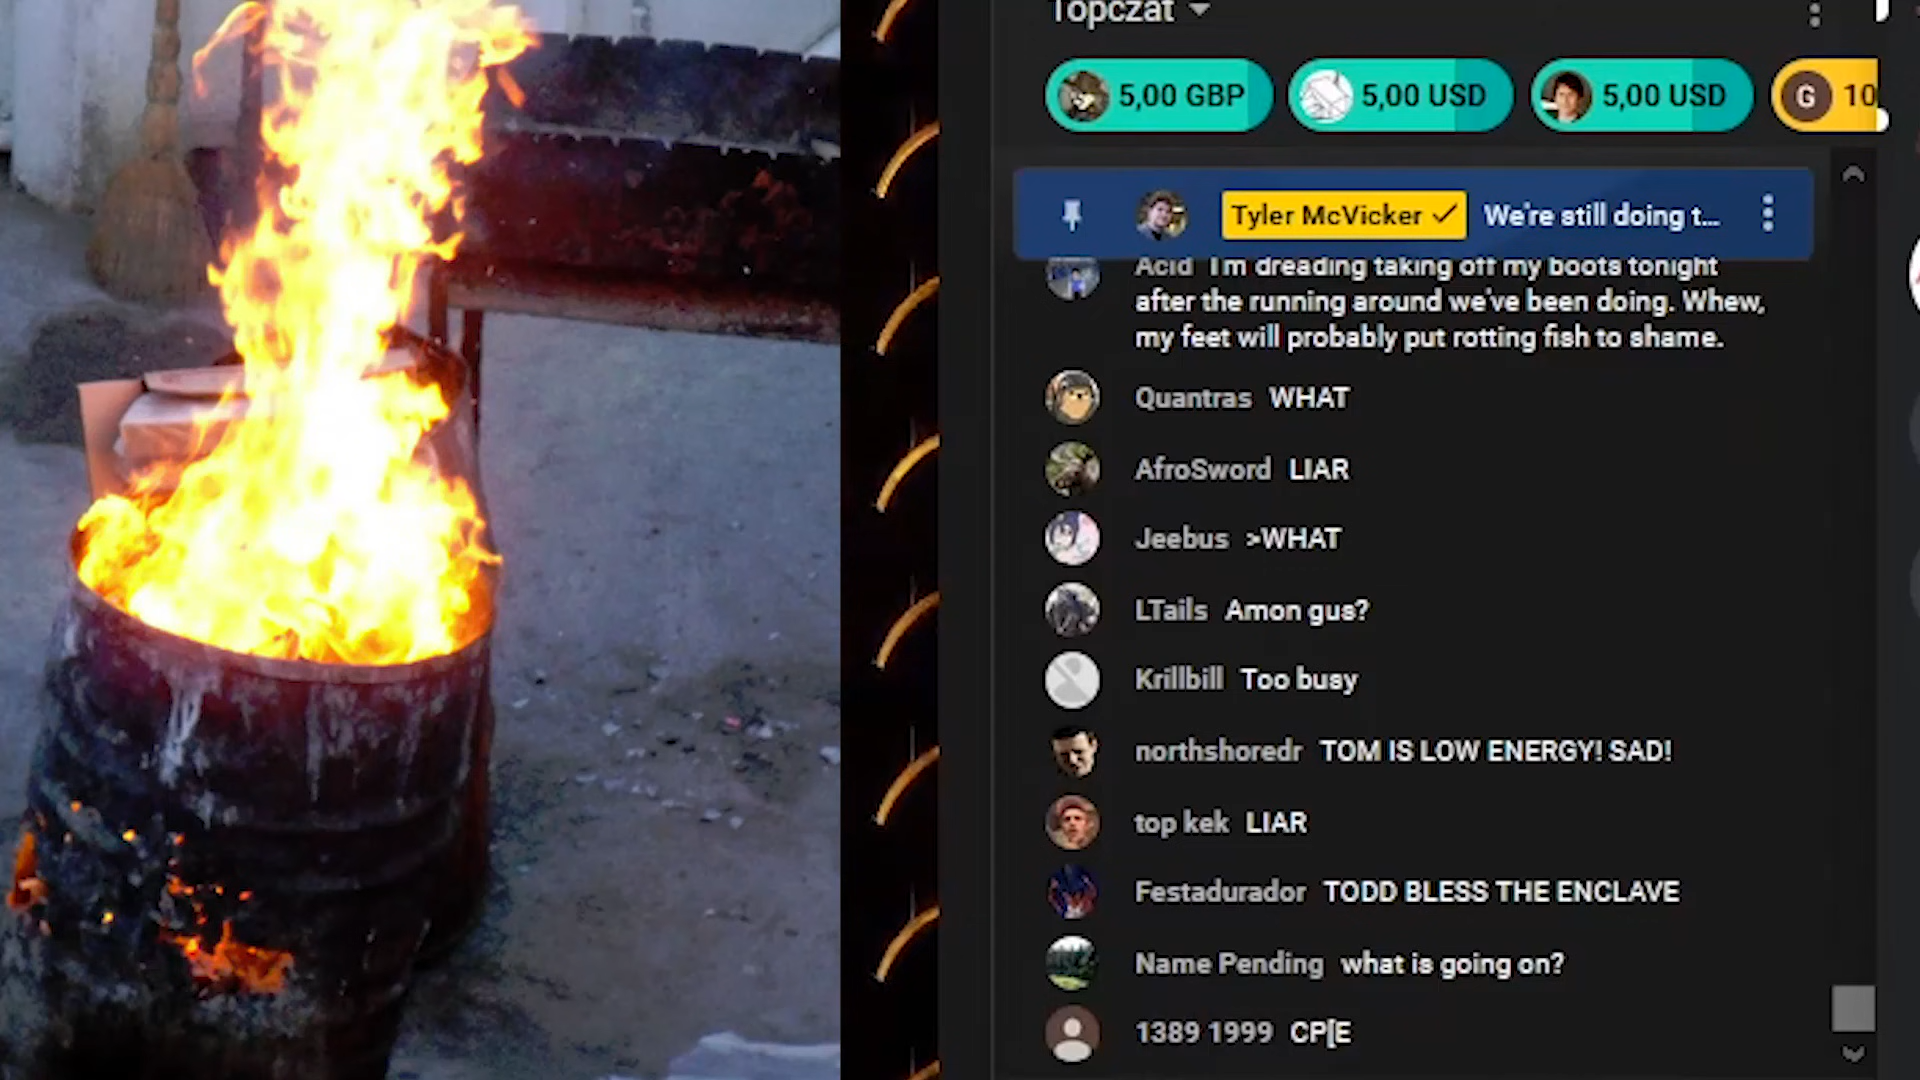 Topczat
5,00 GBP 5,00 USD 5,00 USD G 10
Tyler McVicker We're still doing t...
Acid I'm dreading taking off my boots tonight
after the running around we've been doing. Whew,
my feet will probably put rotting fish to shame.
Quantras WHAT
AfroSword LIAR
Jeebus >WHAT
LTails Amon gus?
Krillbill Too busy
northshoredr TOM IS LOW ENERGY! SAD!
top kek LIAR
Festadurador TODD BLESS THE ENCLAVE
Name Pending what is going on?
1389 1999 CP[E